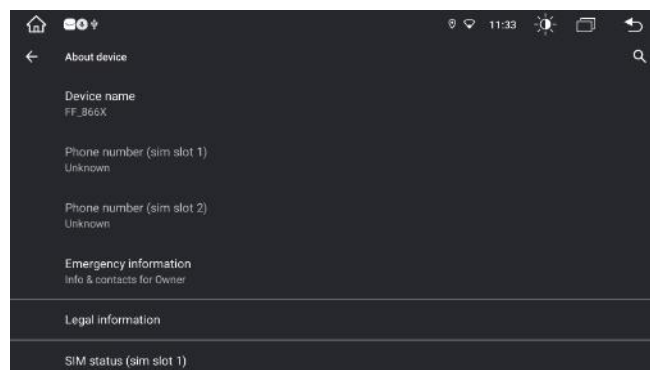 11:33
About device
Device name
FF_866X
Phone number (sim slot 1)
Unknown
Phone number (sim slot 2)
Unknown
Emergency information
Info & contacts for Owner
Legal information
SIM status (sim slot 1)